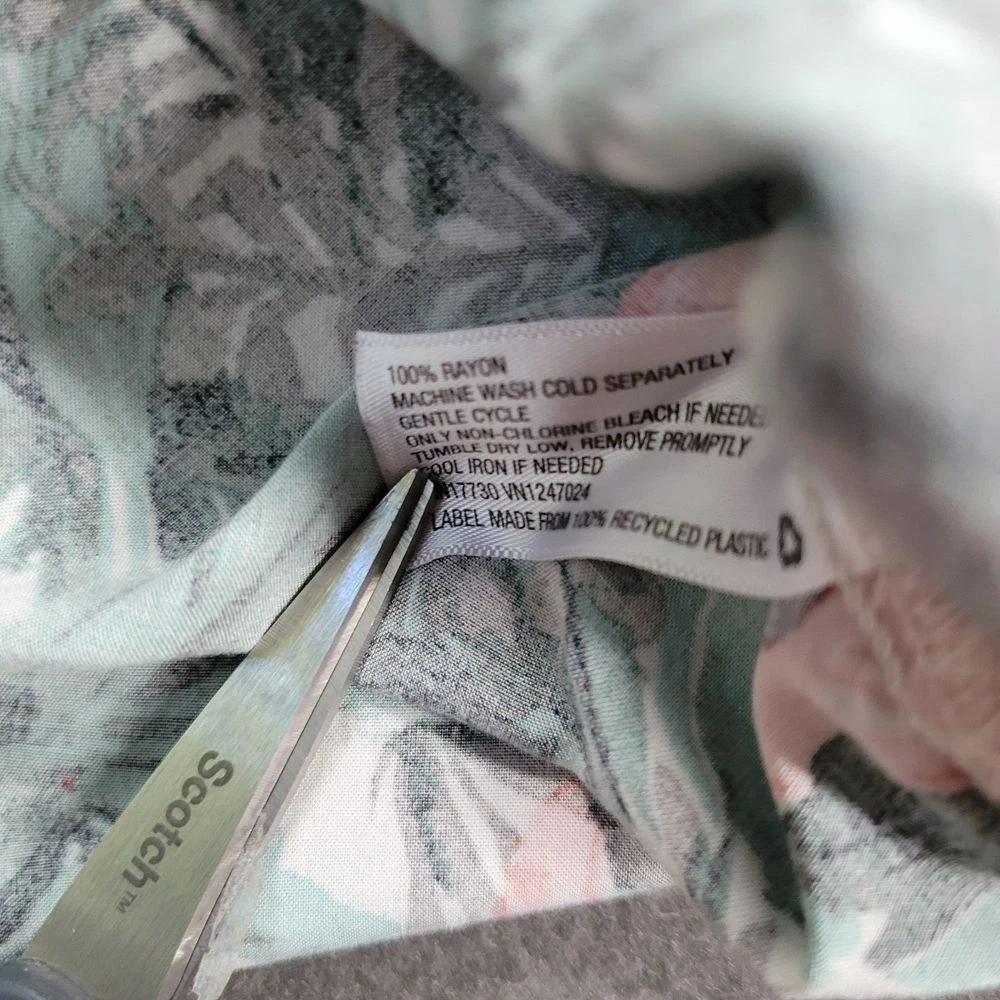 100% RAYON
MACHINE WASH COLD SEPARATELY
GENTLE CYCLE
ONLY NON-CHLORINE BLEACH IF NEEDED
TUMBLE DRY LOW, REMOVE PROMPTLY
COOL IRON IF NEEDED
VN1247024
LABEL MADE FROM 100% RECYCLED PLASTIC
Scotch™